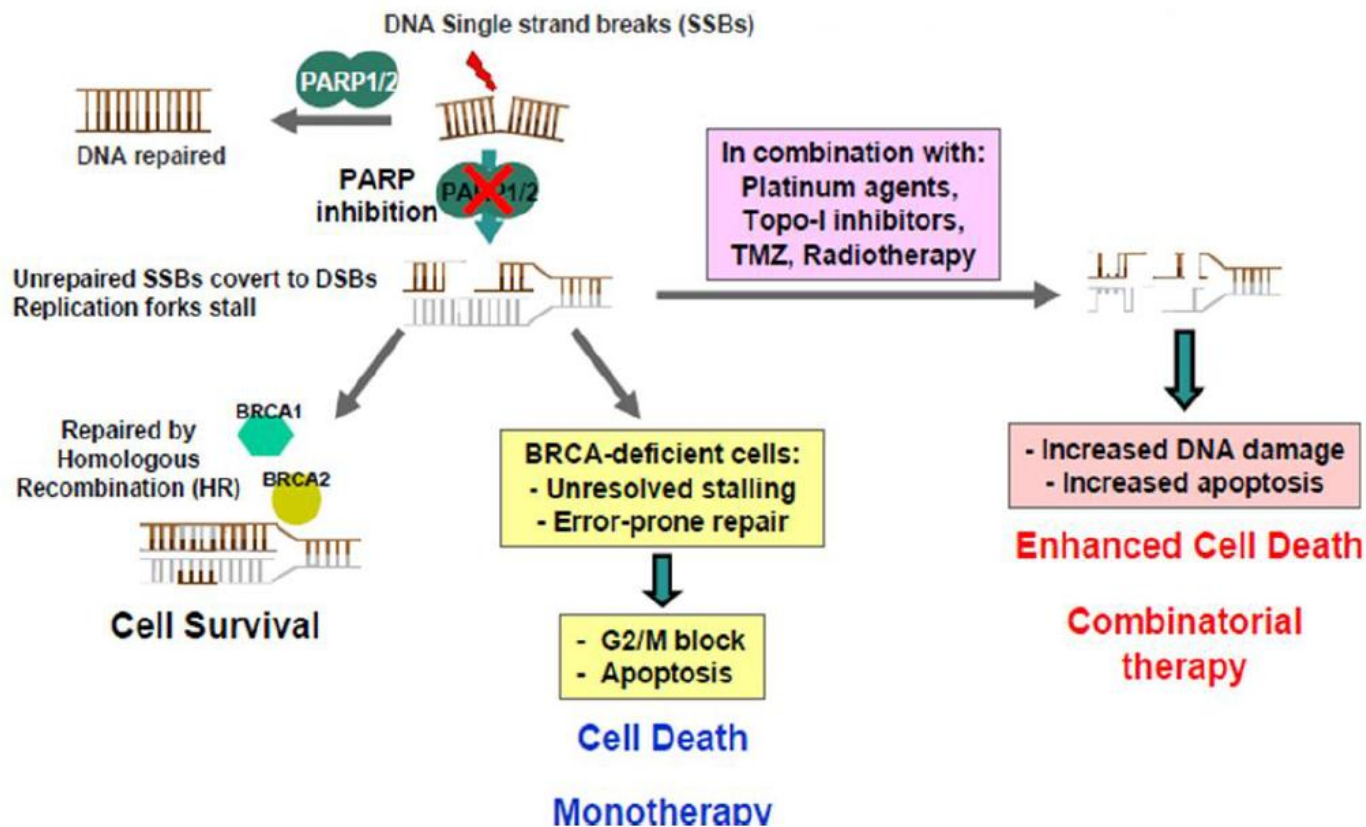 DNA Single strand breaks (SSBs)
PARP1/2
DNA repaired
PARP
inhibition
PARP1/2
In combination with:
Platinum agents,
Topo-I inhibitors,
TMZ, Radiotherapy
Unrepaired SSBs covert to DSBs
Replication forks stall
BRCA1
Repaired by
Homologous
Recombination (HR)
BRCA2
Cell Survival
BRCA-deficient cells:
- Unresolved stalling
- Error-prone repair
- G2/M block
- Apoptosis
Cell Death
Monotherapy
- Increased DNA damage
- Increased apoptosis
Enhanced Cell Death
Combinatorial
therapy